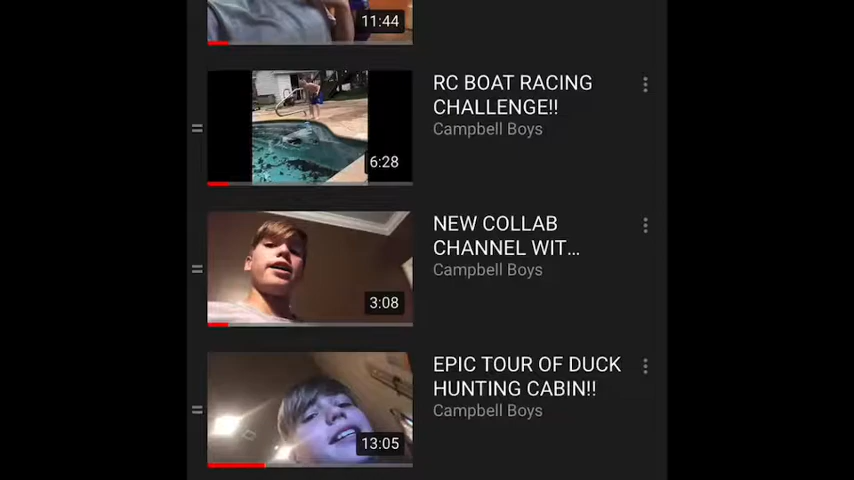 11:44
RC BOAT RACING
CHALLENGE!!
Campbell Boys
6:28
NEW COLLAB
CHANNEL WIT...
Campbell Boys
3:08
EPIC TOUR OF DUCK
HUNTING CABIN!!
Campbell Boys
13:05